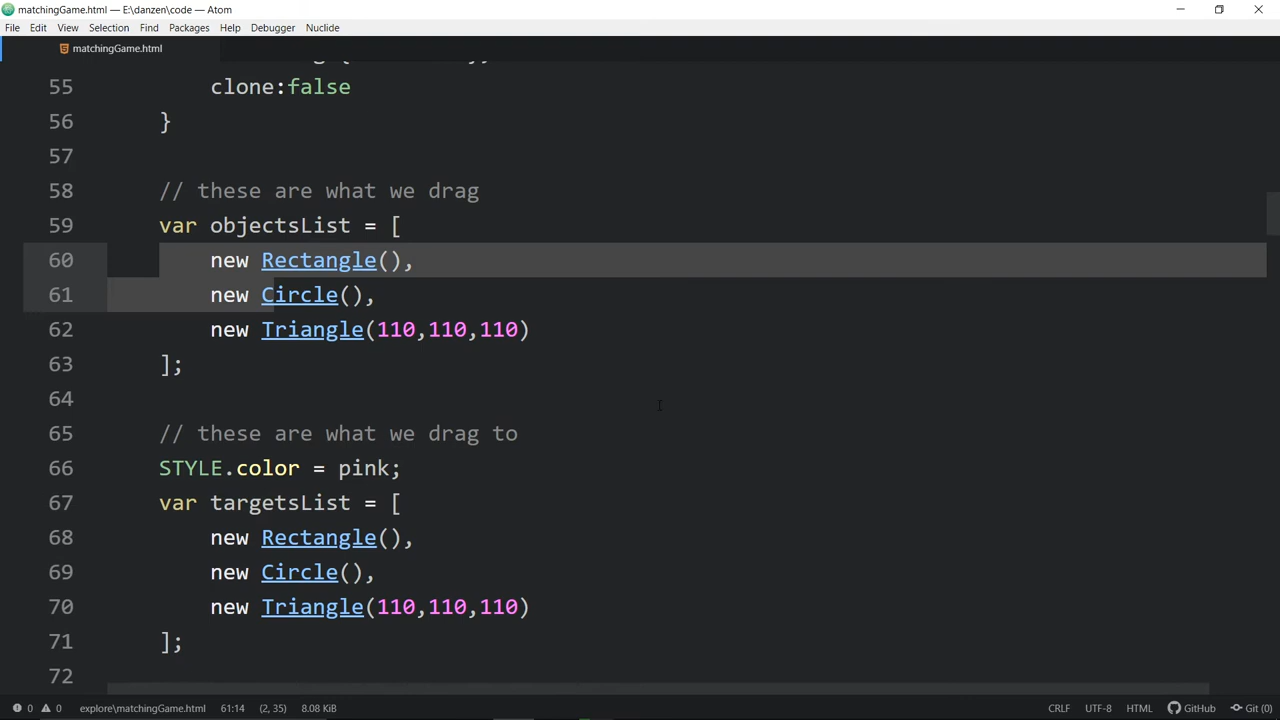 matchingGame.html — E:\danzen\code — Atom
File Edit View Selection Find Packages Help Debugger Nuclide
matchingGame.html
55 clone:false
56 }
57
58 // these are what we drag
59 var objectsList = [
60 new Rectangle(),
61 new Circle(),
62 new Triangle(110,110,110)
63 ];
64
65 // these are what we drag to
66 STYLE.color = pink;
67 var targetsList = [
68 new Rectangle(),
69 new Circle(),
70 new Triangle(110,110,110)
71 ];
72
0 0 explore\matchingGame.html 61:14 (2, 35) 8.08 KiB CRLF UTF-8 HTML GitHub Git (0)